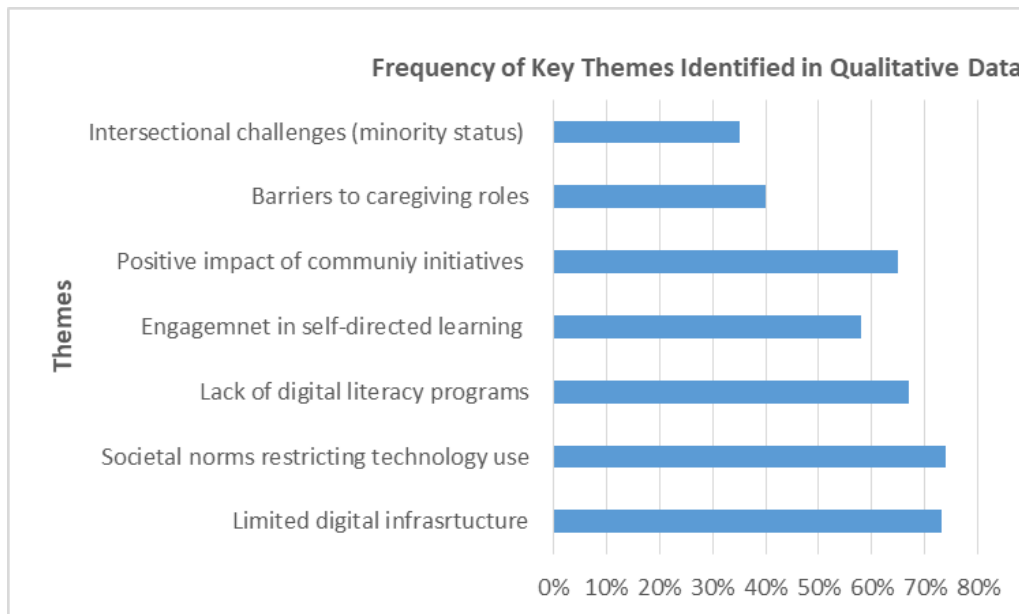 Frequency of Key Themes Identified in Qualitative Data
Themes
Intersectional challenges (minority status)
Barriers to caregiving roles
Positive impact of communiy initiatives
Engagemnet in self-directed learning
Lack of digital literacy programs
Societal norms restricting technology use
Limited digital infrasrtucture
0% 10% 20% 30% 40% 50% 60% 70% 80%